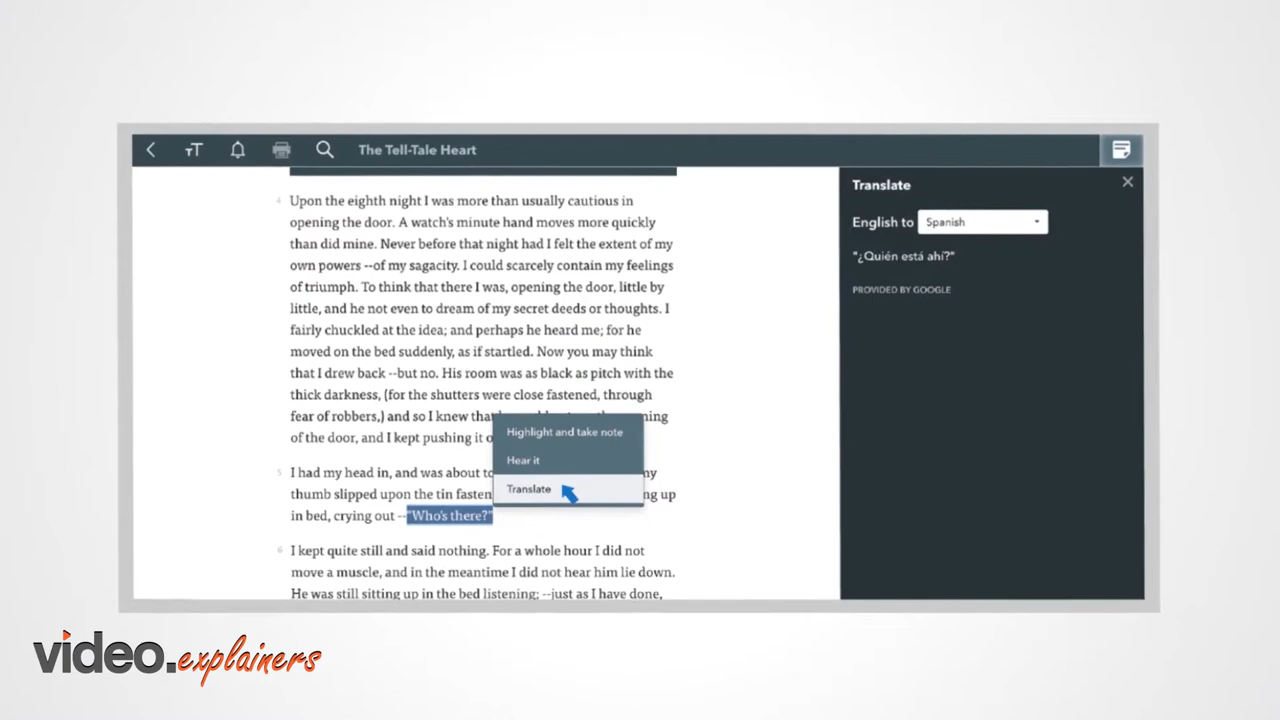 TT
The Tell-Tale Heart
4 Upon the eighth night I was more than usually cautious in
opening the door. A watch's minute hand moves more quickly
than did mine. Never before that night had I felt the extent of my
own powers --of my sagacity. I could scarcely contain my feelings
of triumph. To think that there I was, opening the door, little by
little, and he not even to dream of my secret deeds or thoughts. I
fairly chuckled at the idea; and perhaps he heard me; for he
moved on the bed suddenly, as if startled. Now you may think
that I drew back --but no. His room was as black as pitch with the
thick darkness, (for the shutters were close fastened, through
fear of robbers,) and so I knew that
of the door, and I kept pushing it
5 I had my head in, and was about to my
thumb slipped upon the tin up
in bed, crying out --"Who's there?"
6 I kept quite still and said nothing. For a whole hour I did not
move a muscle, and in the meantime I did not hear him lie down.
He was still sitting up in the bed listening; --just as I have done,
Highlight and take note
Hear it
Translate
Translate
English to Spanish
"¿Quién está ahí?"
PROVIDED BY GOOGLE
video.explainers